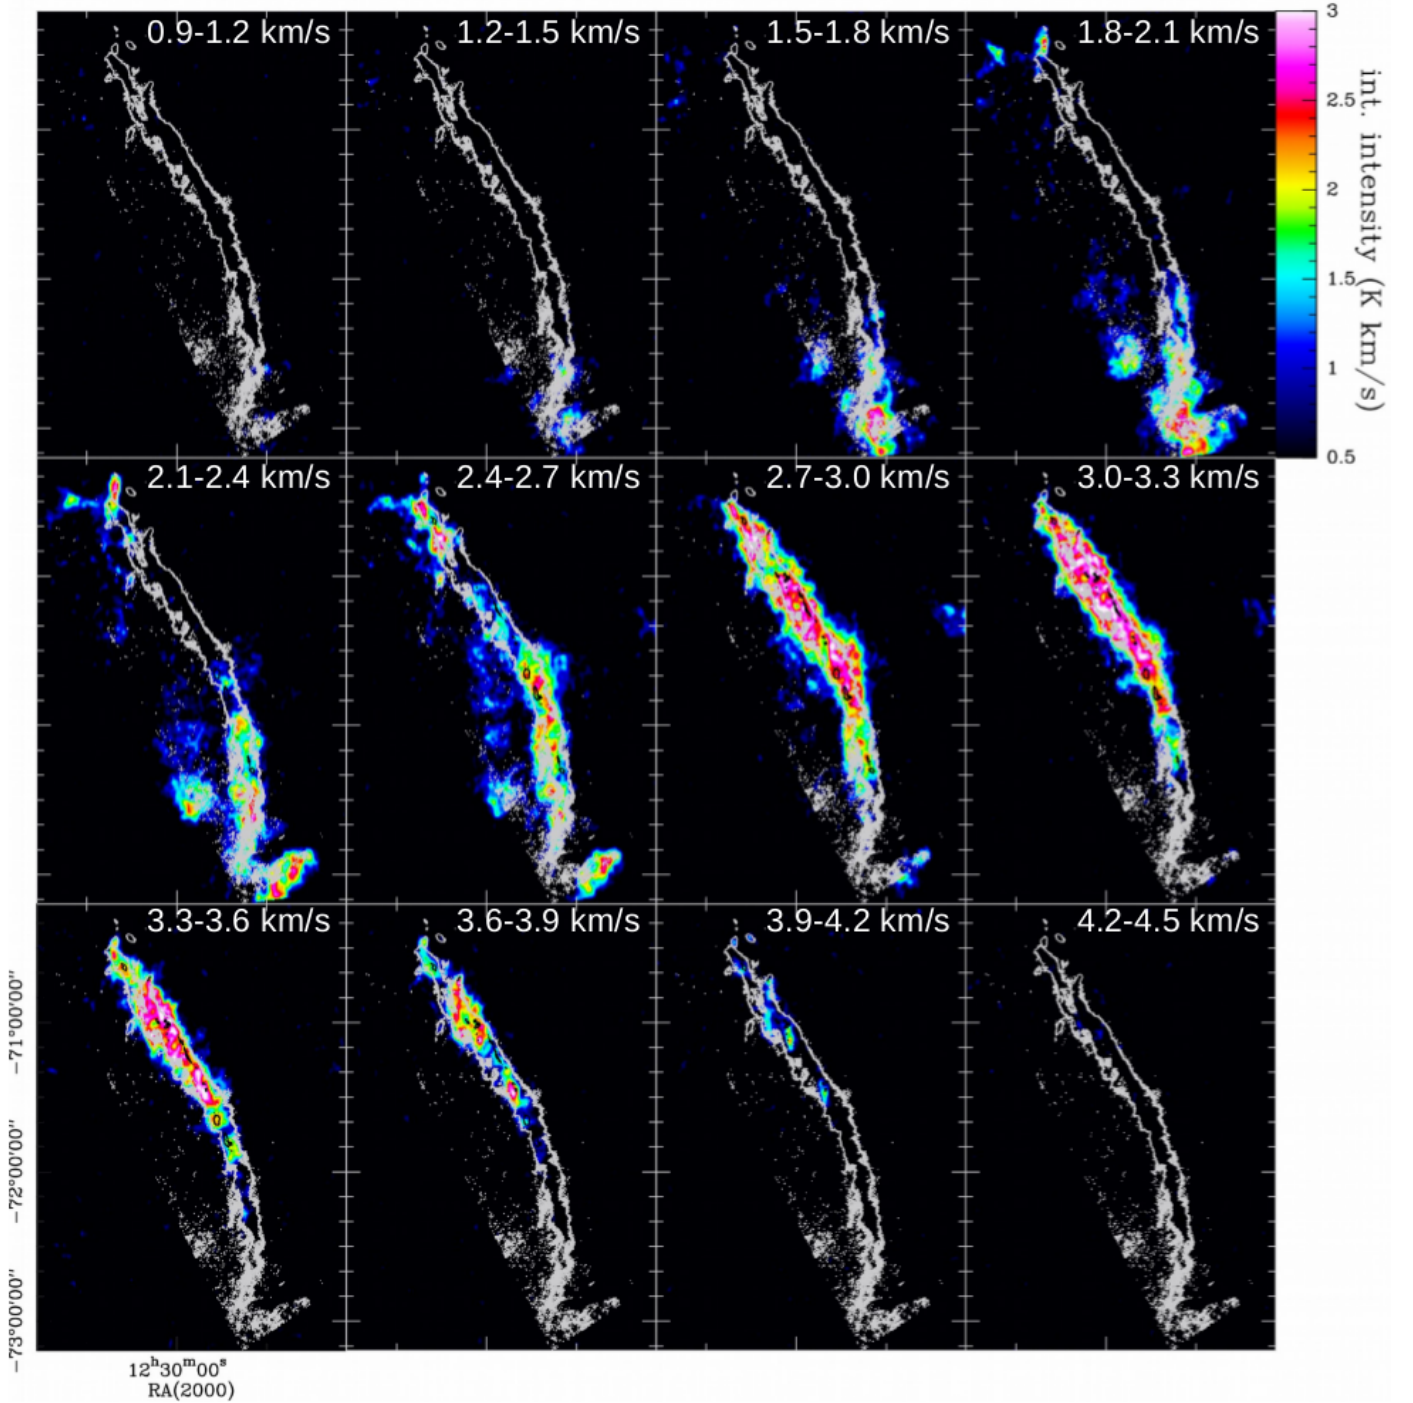 0.9-1.2 km/s
1.2-1.5 km/s
1.5-1.8 km/s
1.8-2.1 km/s
3
2.5
2
1.5
1
0.5
int. intensity (K km/s)
2.1-2.4 km/s
2.4-2.7 km/s
2.7-3.0 km/s
3.0-3.3 km/s
3.3-3.6 km/s
3.6-3.9 km/s
3.9-4.2 km/s
4.2-4.5 km/s
−71°00′00″
−72°00′00″
−73°00′00″
12ʰ30ᵐ00ˢ
RA(2000)